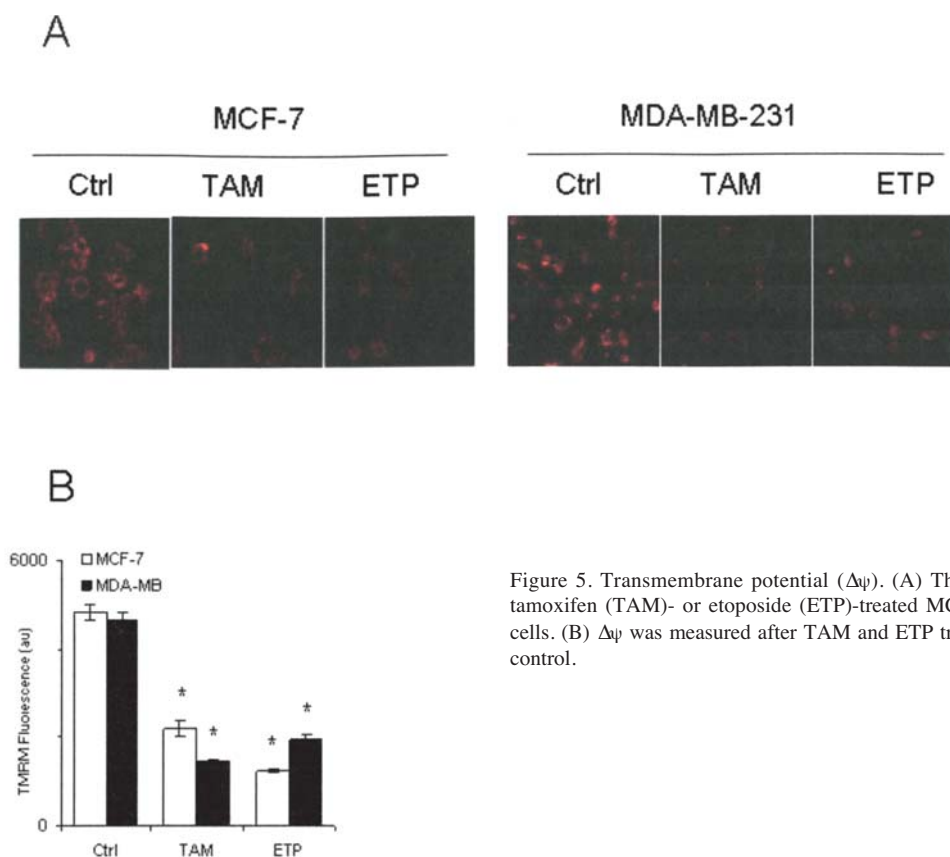 A
MCF-7
MDA-MB-231
Ctrl TAM ETP
Ctrl TAM ETP
B
6000
□MCF-7
■MDA-MB
TMRM Fluorescence (au)
* *
* *
0
Ctrl TAM ETP
Figure 5. Transmembrane potential (Δψ). (A) Th
tamoxifen (TAM)- or etoposide (ETP)-treated MC
cells. (B) Δψ was measured after TAM and ETP tr
control.